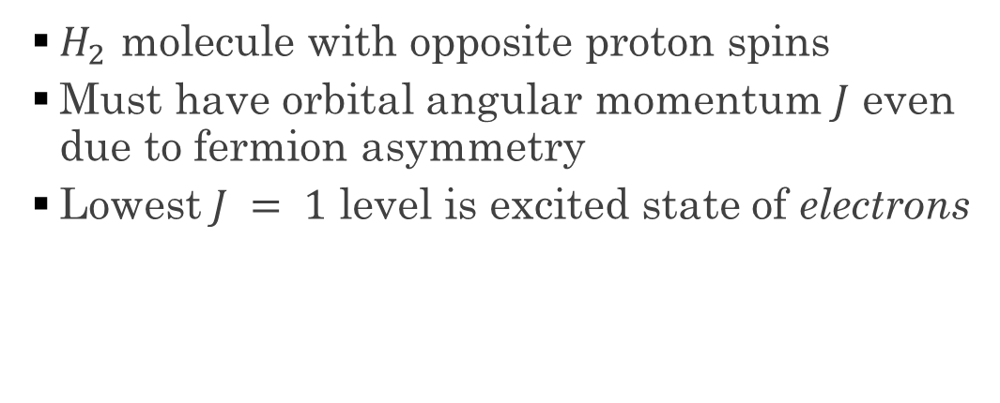 ▪ H₂ molecule with opposite proton spins
▪ Must have orbital angular momentum J even
due to fermion asymmetry
▪ Lowest J = 1 level is excited state of electrons